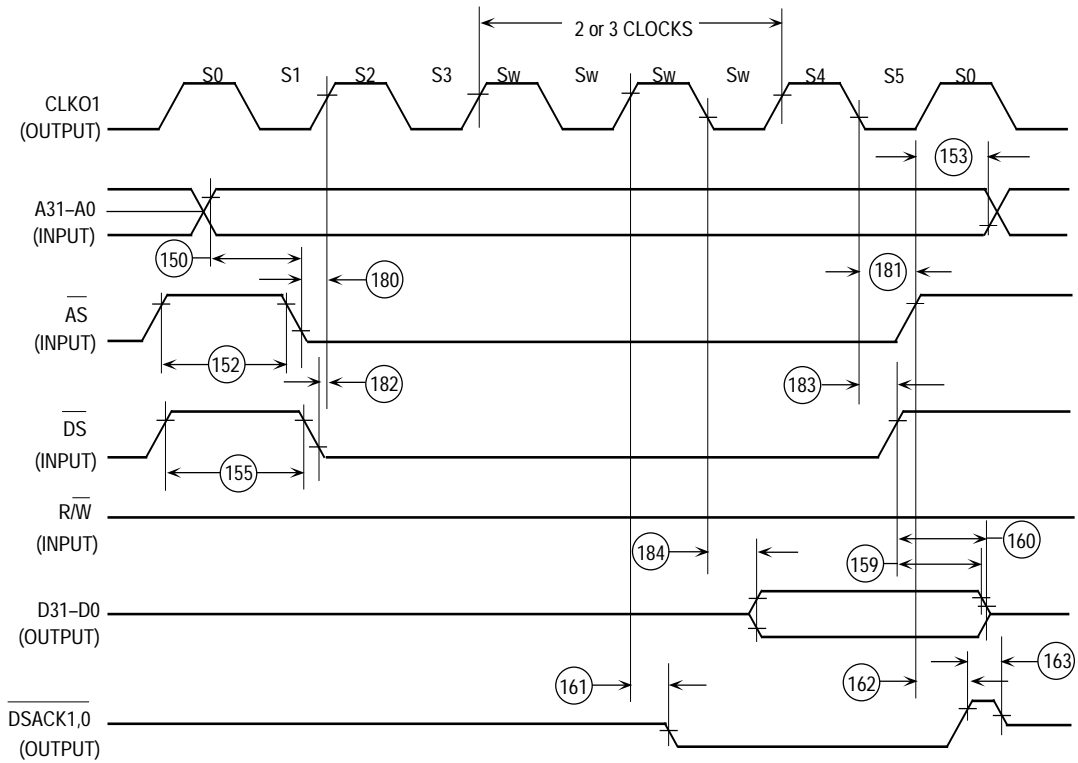 2 or 3 CLOCKS
S0 S1 S2 S3 Sw Sw Sw Sw S4 S5 S0
CLKO1
(OUTPUT)
153
A31–A0
(INPUT)
150
180
181
AS
(INPUT)
152
182
183
DS
(INPUT)
155
R/W
(INPUT)
184
160
159
D31–D0
(OUTPUT)
163
161
162
DSACK1,0
(OUTPUT)